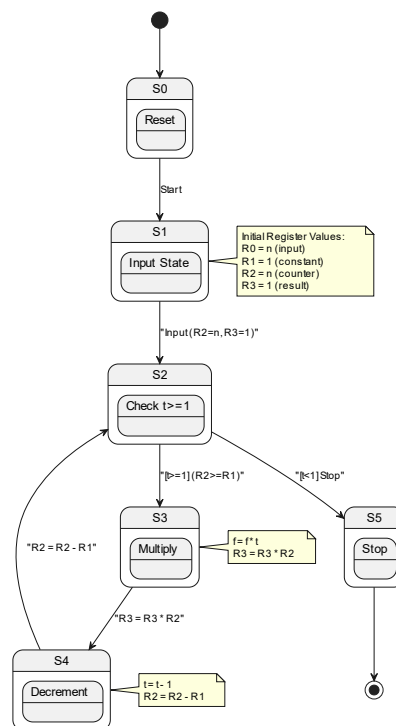 S0
Reset
Start
S1
Input State
Initial Register Values:
R0 = n (input)
R1 = 1 (constant)
R2 = n (counter)
R3 = 1 (result)
"Input (R2=n, R3=1)"
S2
Check t>=1
"[t>=1] (R2>=R1)"
"[t<1] Stop"
S3
Multiply
f= f* t
R3 = R3 * R2
S5
Stop
"R2 = R2 - R1"
"R3 = R3 * R2"
S4
Decrement
t= t - 1
R2 = R2 - R1